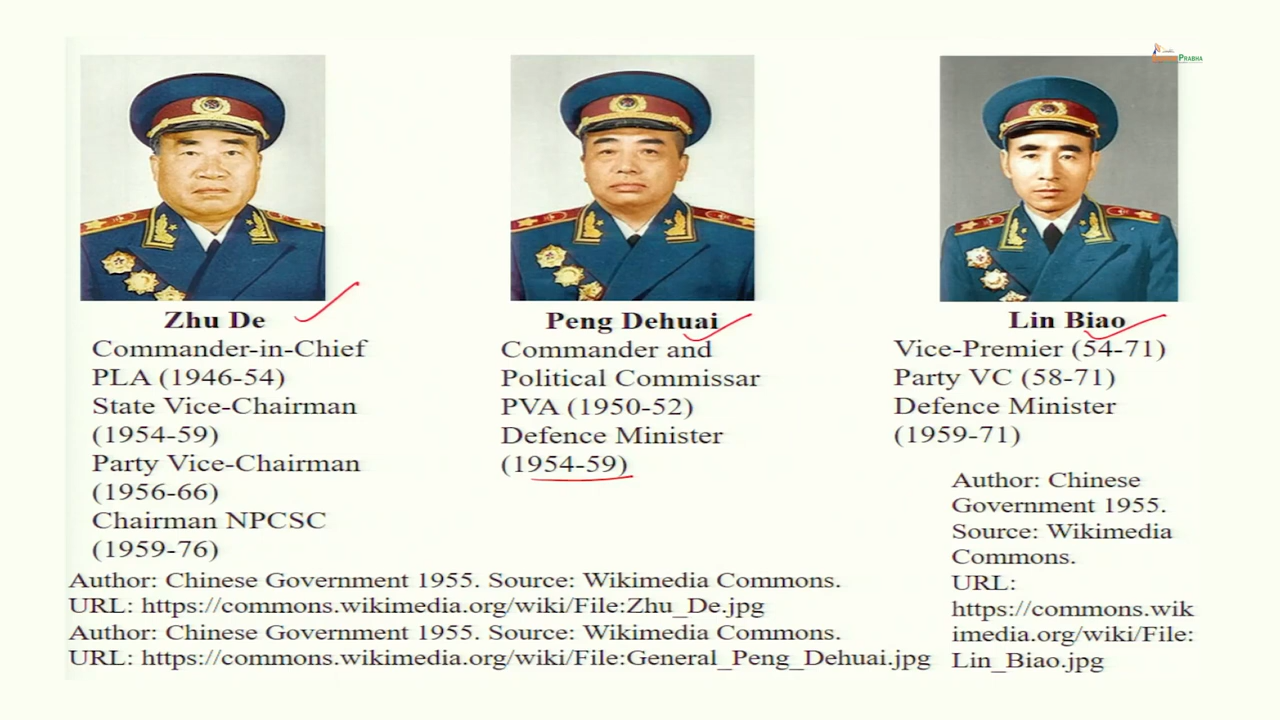 PRABHA
Zhu De
Commander-in-Chief
PLA (1946-54)
State Vice-Chairman
(1954-59)
Party Vice-Chairman
(1956-66)
Chairman NPCSC
(1959-76)
Peng Dehuai
Commander and
Political Commissar
PVA (1950-52)
Defence Minister
(1954-59)
Lin Biao
Vice-Premier (54-71)
Party VC (58-71)
Defence Minister
(1959-71)
Author: Chinese
Government 1955.
Source: Wikimedia
Commons.
URL:
https://commons.wik
imedia.org/wiki/File:
Lin_Biao.jpg
Author: Chinese Government 1955. Source: Wikimedia Commons.
URL: https://commons.wikimedia.org/wiki/File:Zhu_De.jpg
Author: Chinese Government 1955. Source: Wikimedia Commons.
URL: https://commons.wikimedia.org/wiki/File:General_Peng_Dehuai.jpg